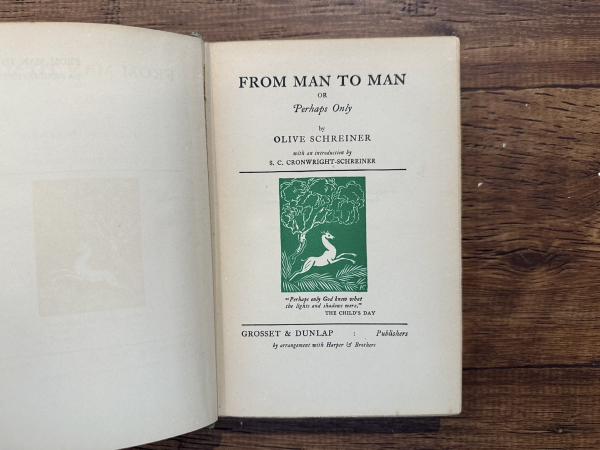 FROM MAN TO MAN
OR
Perhaps Only
by
OLIVE SCHREINER
with an introduction by
S. C. CRONWRIGHT-SCHREINER
"Perhaps only God knew what
the lights and shadows were."
THE CHILD'S DAY
GROSSET & DUNLAP : Publishers
by arrangement with Harper & Brothers